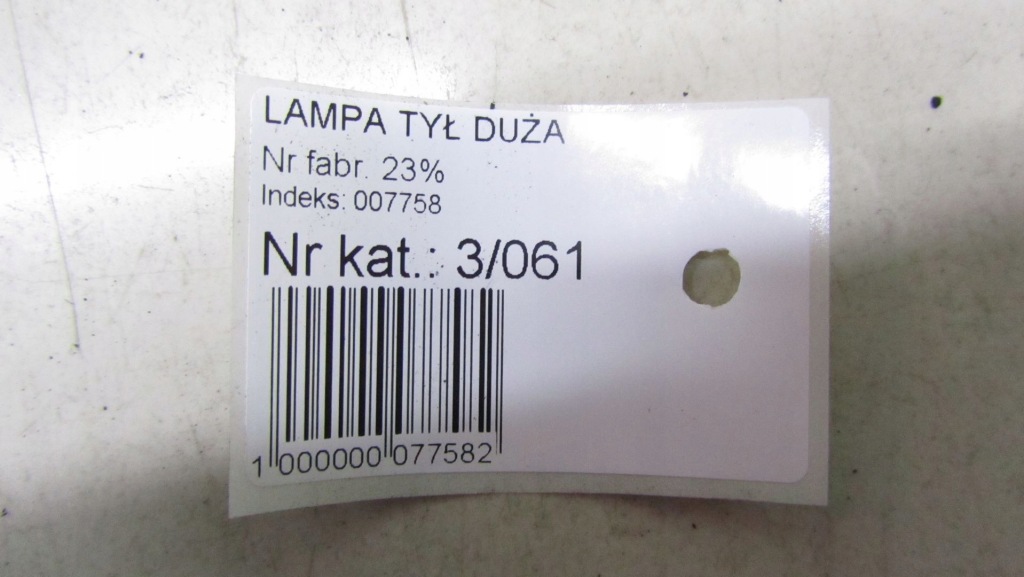 LAMPA TYŁ DUŻA
Nr fabr. 23%
Indeks: 007758
Nr kat.: 3/061
1 000000 077582